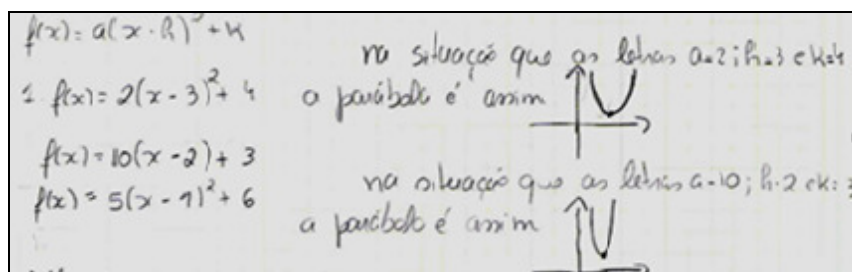 f(x) = a(x - h)² + k
na situação que as letras a=2; h=3 e k=4
1. f(x) = 2(x - 3)² + 4
a parábola é assim
f(x) = 10(x - 2) + 3
na situação que as letras a=10; h=2 e k=
f(x) = 5(x - 1)² + 6
a parábola é assim